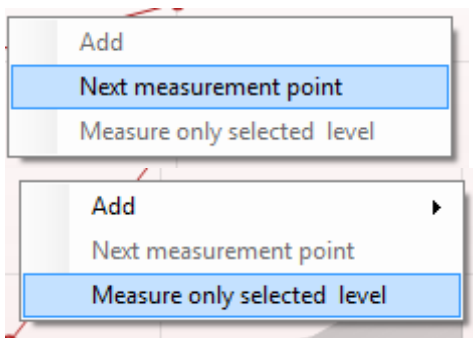 Add
Next measurement point
Measure only selected  level
Add
Next measurement point
Measure only selected  level